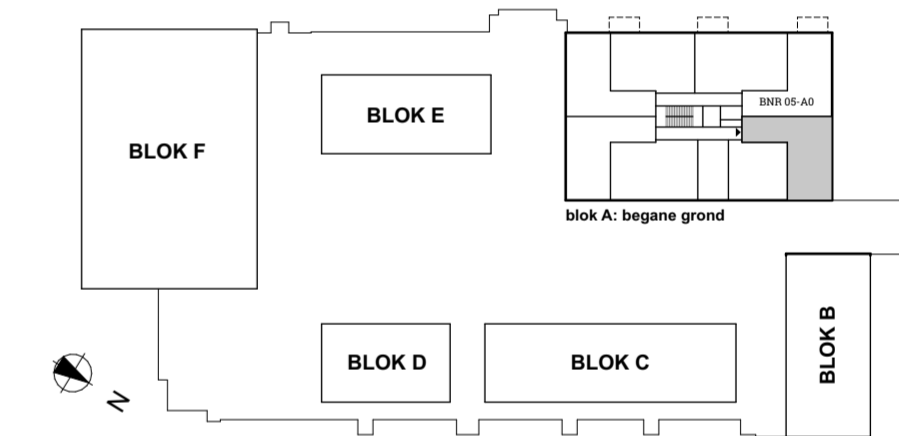 BLOK F
BLOK E
BNR 05-A0
blok A: begane grond
BLOK D
BLOK C
BLOK B
N